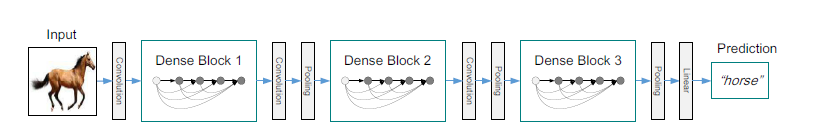 Input
Convolution
Dense Block 1
Convolution
Pooling
Dense Block 2
Convolution
Pooling
Dense Block 3
Pooling
Linear
Prediction
“horse”